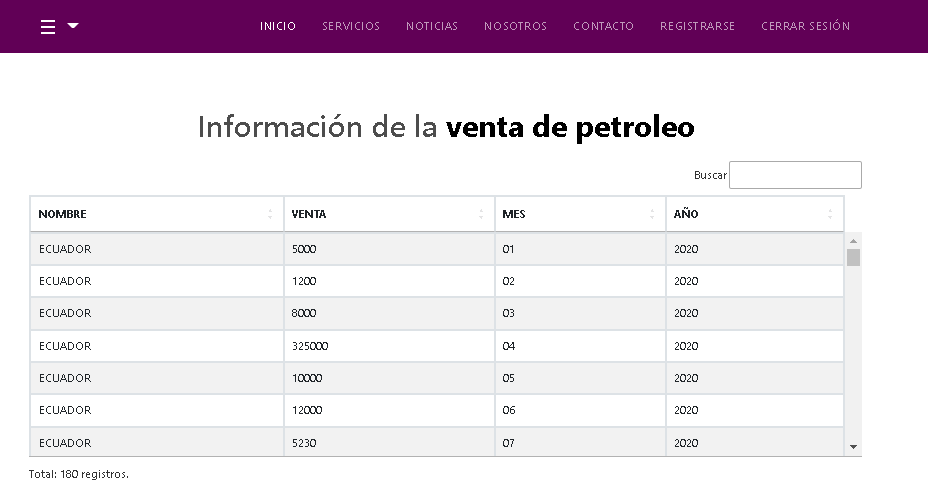 INICIO SERVICIOS NOTICIAS NOSOTROS CONTACTO REGISTRARSE CERRAR SESIÓN
Información de la venta de petroleo
Buscar
NOMBRE VENTA MES AÑO
ECUADOR 5000 01 2020
ECUADOR 1200 02 2020
ECUADOR 8000 03 2020
ECUADOR 325000 04 2020
ECUADOR 10000 05 2020
ECUADOR 12000 06 2020
ECUADOR 5230 07 2020
Total: 180 registros.